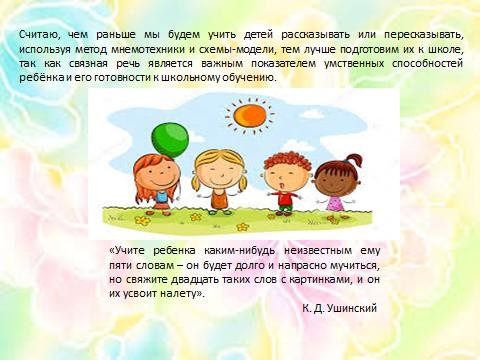 Считаю, чем раньше мы будем учить детей рассказывать или пересказывать,
используя метод мнемотехники и схемы-модели, тем лучше подготовим их к школе,
так как связная речь является важным показателем умственных способностей
ребёнка и его готовности к школьному обучению.
«Учите ребенка каким-нибудь неизвестным ему
пяти словам – он будет долго и напрасно мучиться,
но свяжите двадцать таких слов с картинками, и он
их усвоит налету».
К. Д. Ушинский